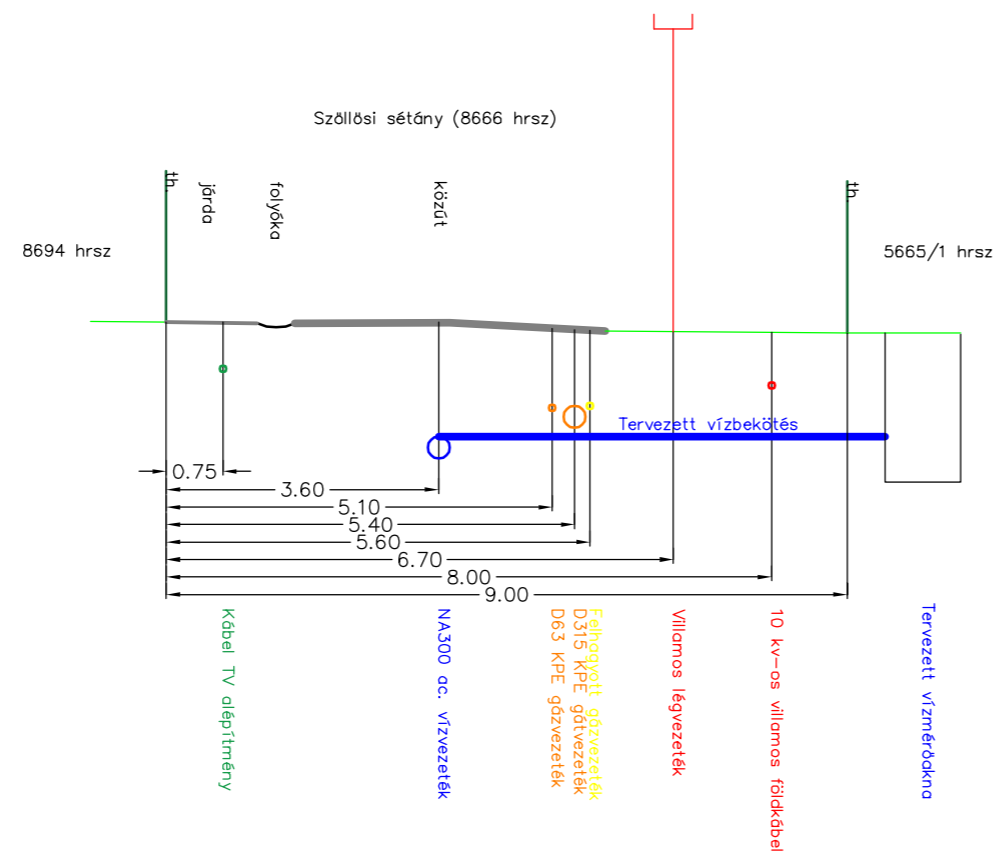 Szöllösi sétány (8666 hrsz)
th.
járda
folyóka
közút
th.
8694 hrsz
5665/1 hrsz
Tervezett vízbekötés
0.75
3.60
5.10
5.40
5.60
6.70
8.00
9.00
Kábel TV alépítmény
NA300 ac. vízvezeték
D63 KPE gázvezeték
D315 KPE gátvezeték
Felhagyott gázvezeték
Villamos légvezeték
10 kv-os villamos földkábel
Tervezett vízmérőakna